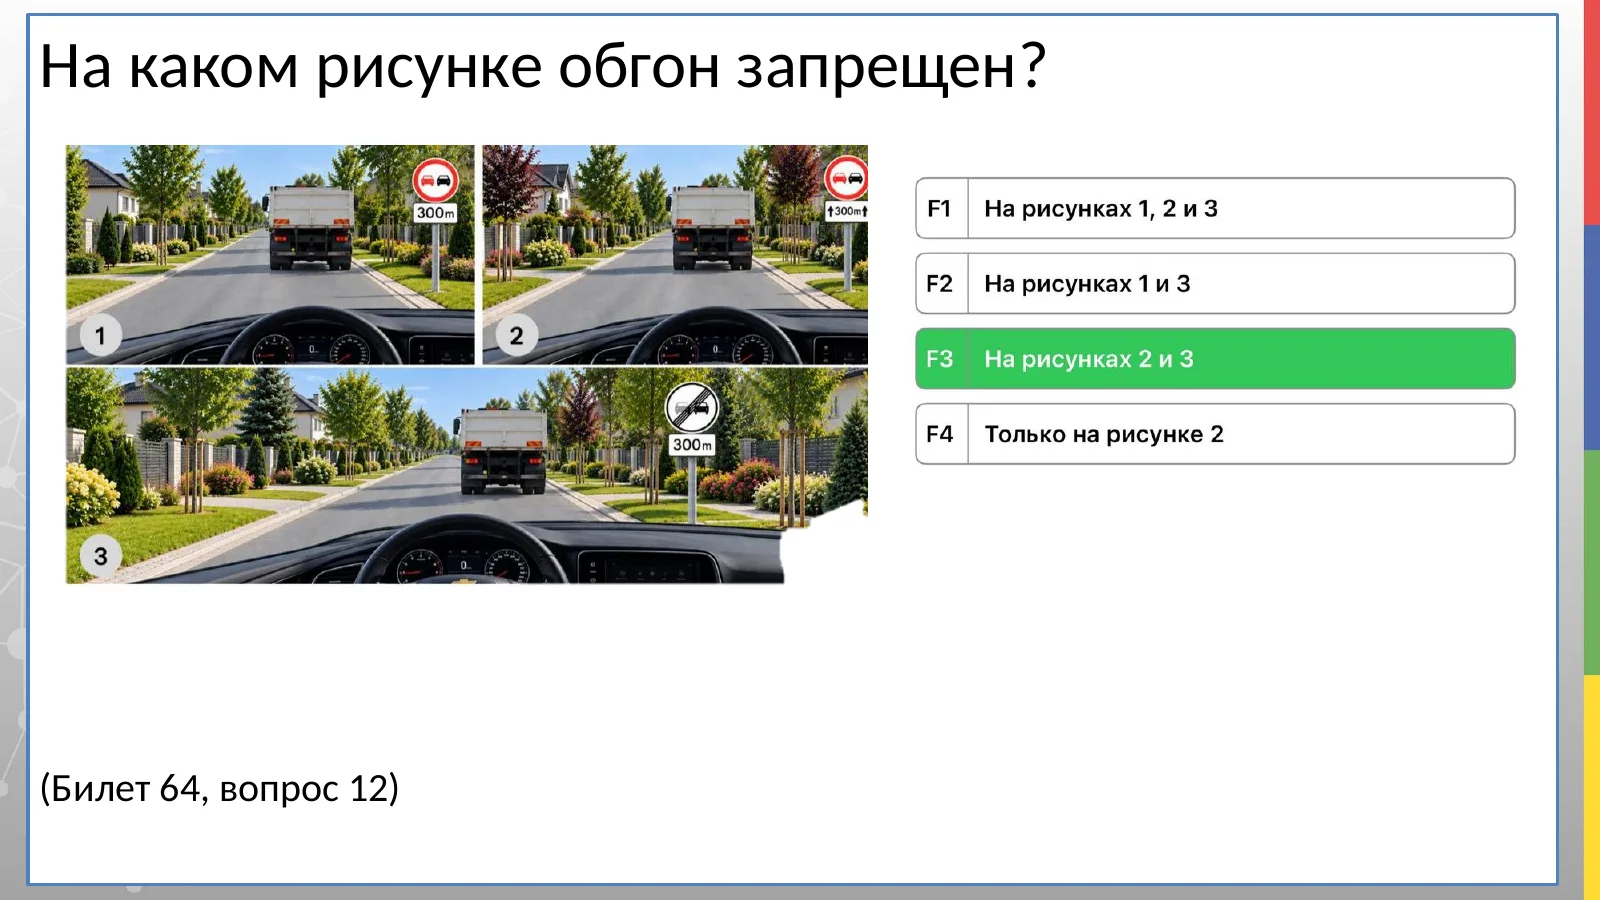 На каком рисунке обгон запрещен?
300m
1
↑300m↑
2
300m
3
F1 На рисунках 1, 2 и 3
F2 На рисунках 1 и 3
F3 На рисунках 2 и 3
F4 Только на рисунке 2
(Билет 64, вопрос 12)